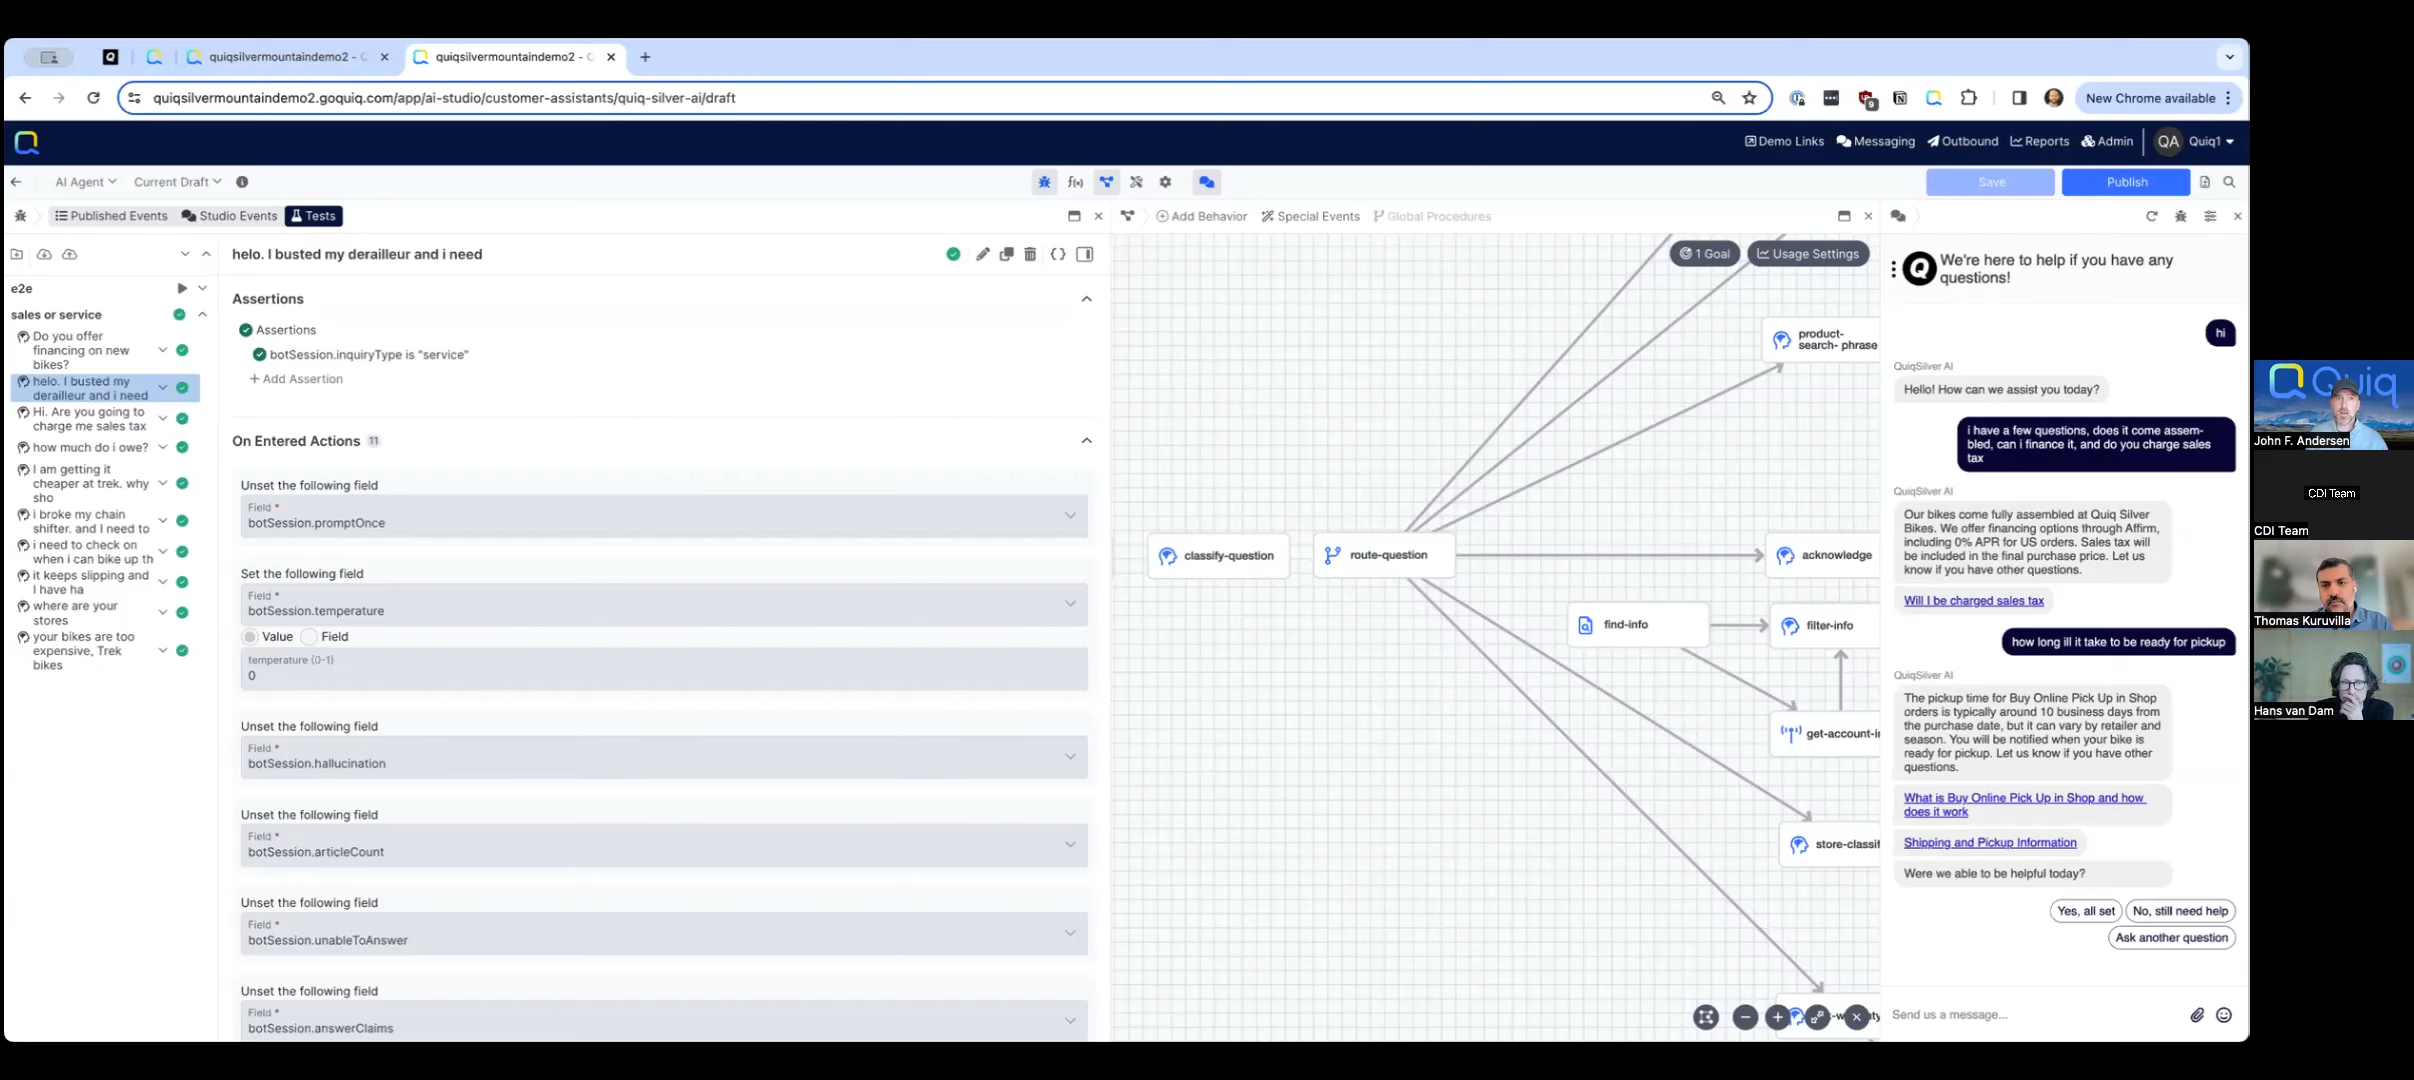 quiqsilvermountaindemo2 - C
quiqsilvermountaindemo2 - C
quiqsilvermountaindemo2.goquiq.com/app/ai-studio/customer-assistants/quiq-silver-ai/draft
9
New Chrome available
Demo Links
Messaging
Outbound
Reports
Admin
QA
Quiq1
AI Agent
Current Draft
f(x)
Save
Publish
Published Events
Studio Events
Tests
Add Behavior
Special Events
Global Procedures
e2e
sales or service
Do you offer
financing on new
bikes?
helo. I busted my
derailleur and i need
Hi. Are you going to
charge me sales tax
how much do i owe?
I am getting it
cheaper at trek. why
sho
i broke my chain
shifter. and I need to
i need to check on
when i can bike up th
it keeps slipping and
I have ha
where are your
stores
your bikes are too
expensive, Trek
bikes
helo. I busted my derailleur and i need
Assertions
Assertions
botSession.inquiryType is "service"
+ Add Assertion
On Entered Actions 11
Unset the following field
Field *
botSession.promptOnce
Set the following field
Field *
botSession.temperature
Value
Field
temperature (0-1)
0
Unset the following field
Field *
botSession.hallucination
Unset the following field
Field *
botSession.articleCount
Unset the following field
Field *
botSession.unableToAnswer
Unset the following field
Field *
botSession.answerClaims
1 Goal
Usage Settings
product-
search- phrase
classify-question
route-question
acknowledge
find-info
filter-info
get-account-i
store-classif
We're here to help if you have any
questions!
hi
QuiqSilver AI
Hello! How can we assist you today?
i have a few questions, does it come assem-
bled, can i finance it, and do you charge sales
tax
QuiqSilver AI
Our bikes come fully assembled at Quiq Silver
Bikes. We offer financing options through Affirm,
including 0% APR for US orders. Sales tax will
be included in the final purchase price. Let us
know if you have other questions.
Will I be charged sales tax
how long ill it take to be ready for pickup
QuiqSilver AI
The pickup time for Buy Online Pick Up in Shop
orders is typically around 10 business days from
the purchase date, but it can vary by retailer and
season. You will be notified when your bike is
ready for pickup. Let us know if you have other
questions.
What is Buy Online Pick Up in Shop and how
does it work
Shipping and Pickup Information
Were we able to be helpful today?
Yes, all set
No, still need help
Ask another question
Send us a message...
Quiq
John F. Andersen
CDI Team
CDI Team
Thomas Kuruvilla
Hans van Dam